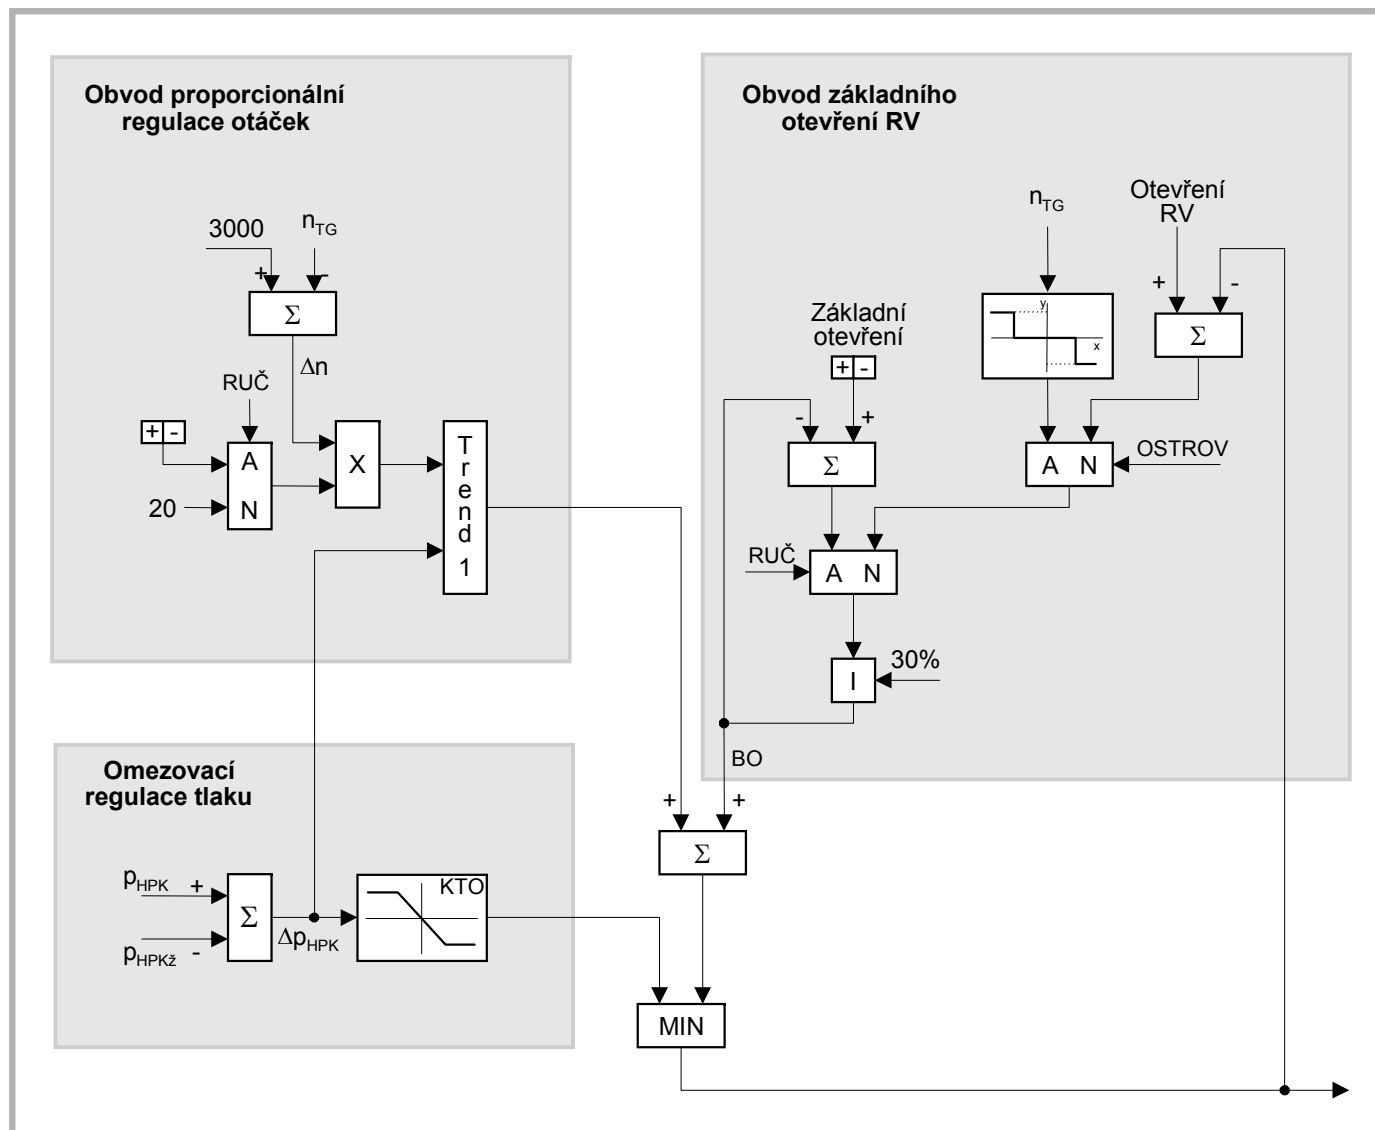 Obvod proporcionální
regulace otáček
3000
n_TG
+
-
Σ
Δn
RUČ
+ -
A
N
20
X
Trend 1
Omezovací
regulace tlaku
p_HPK
+
p_HPKž
-
Σ
Δp_HPK
KTO
Obvod základního
otevření RV
n_TG
Otevření
RV
+
-
y
x
Σ
Základní
otevření
+ -
-
+
Σ
A N
OSTROV
RUČ
A N
I
30%
BO
+
+
Σ
MIN